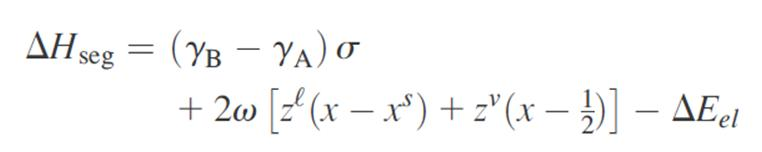 ΔH_seg = (γ_B − γ_A) σ
+ 2ω [z^ℓ(x − x^s) + z^v(x − 1/2)] − ΔE_el